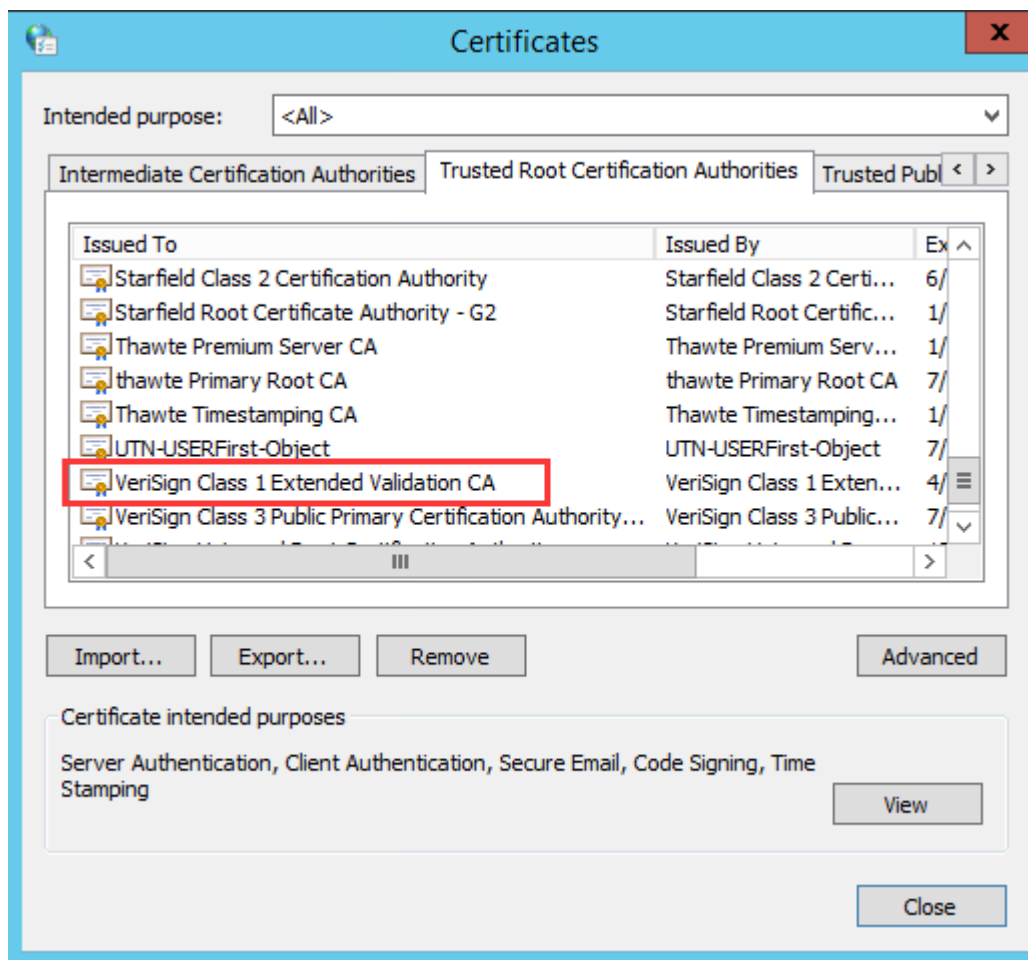 Certificates
x
Intended purpose: <All>
Intermediate Certification Authorities Trusted Root Certification Authorities Trusted Publ < >
Issued To Issued By Ex
Starfield Class 2 Certification Authority Starfield Class 2 Certi... 6/
Starfield Root Certificate Authority - G2 Starfield Root Certific... 1/
Thawte Premium Server CA Thawte Premium Serv... 1/
thawte Primary Root CA thawte Primary Root CA 7/
Thawte Timestamping CA Thawte Timestamping... 1/
UTN-USERFirst-Object UTN-USERFirst-Object 7/
VeriSign Class 1 Extended Validation CA VeriSign Class 1 Exten... 4/
VeriSign Class 3 Public Primary Certification Authority... VeriSign Class 3 Public... 7/
Import... Export... Remove Advanced
Certificate intended purposes
Server Authentication, Client Authentication, Secure Email, Code Signing, Time
Stamping
View
Close